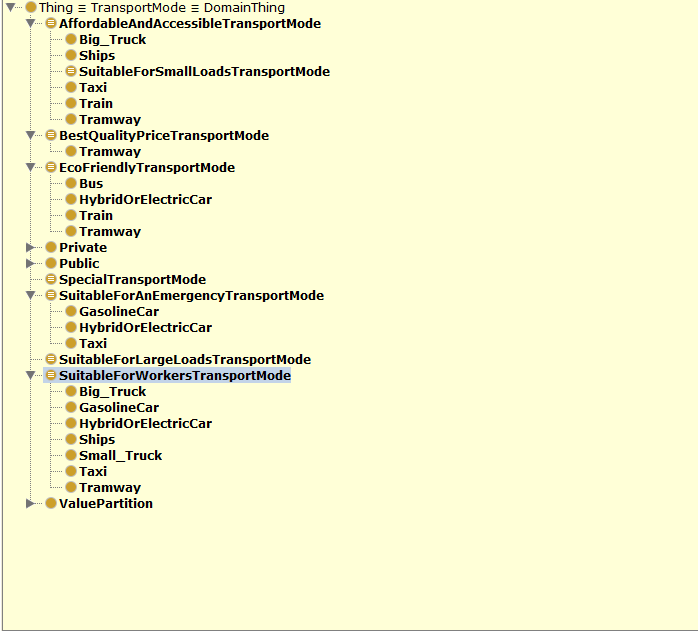 Thing ≡ TransportMode ≡ DomainThing
AffordableAndAccessibleTransportMode
Big_Truck
Ships
SuitableForSmallLoadsTransportMode
Taxi
Train
Tramway
BestQualityPriceTransportMode
Tramway
EcoFriendlyTransportMode
Bus
HybridOrElectricCar
Train
Tramway
Private
Public
SpecialTransportMode
SuitableForAnEmergencyTransportMode
GasolineCar
HybridOrElectricCar
Taxi
SuitableForLargeLoadsTransportMode
SuitableForWorkersTransportMode
Big_Truck
GasolineCar
HybridOrElectricCar
Ships
Small_Truck
Taxi
Tramway
ValuePartition